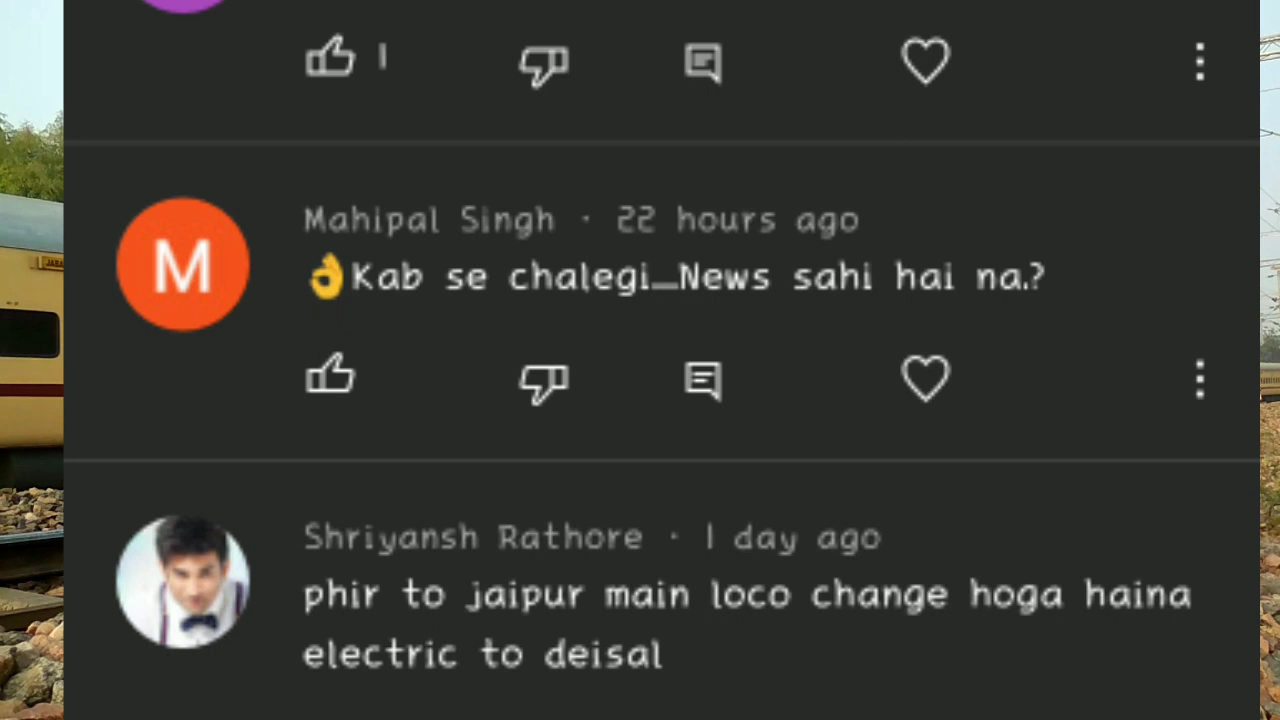 1
M
Mahipal Singh · 22 hours ago
👌Kab se chalegi....News sahi hai na.?
Shriyansh Rathore · 1 day ago
phir to jaipur main loco change hoga haina
electric to deisal